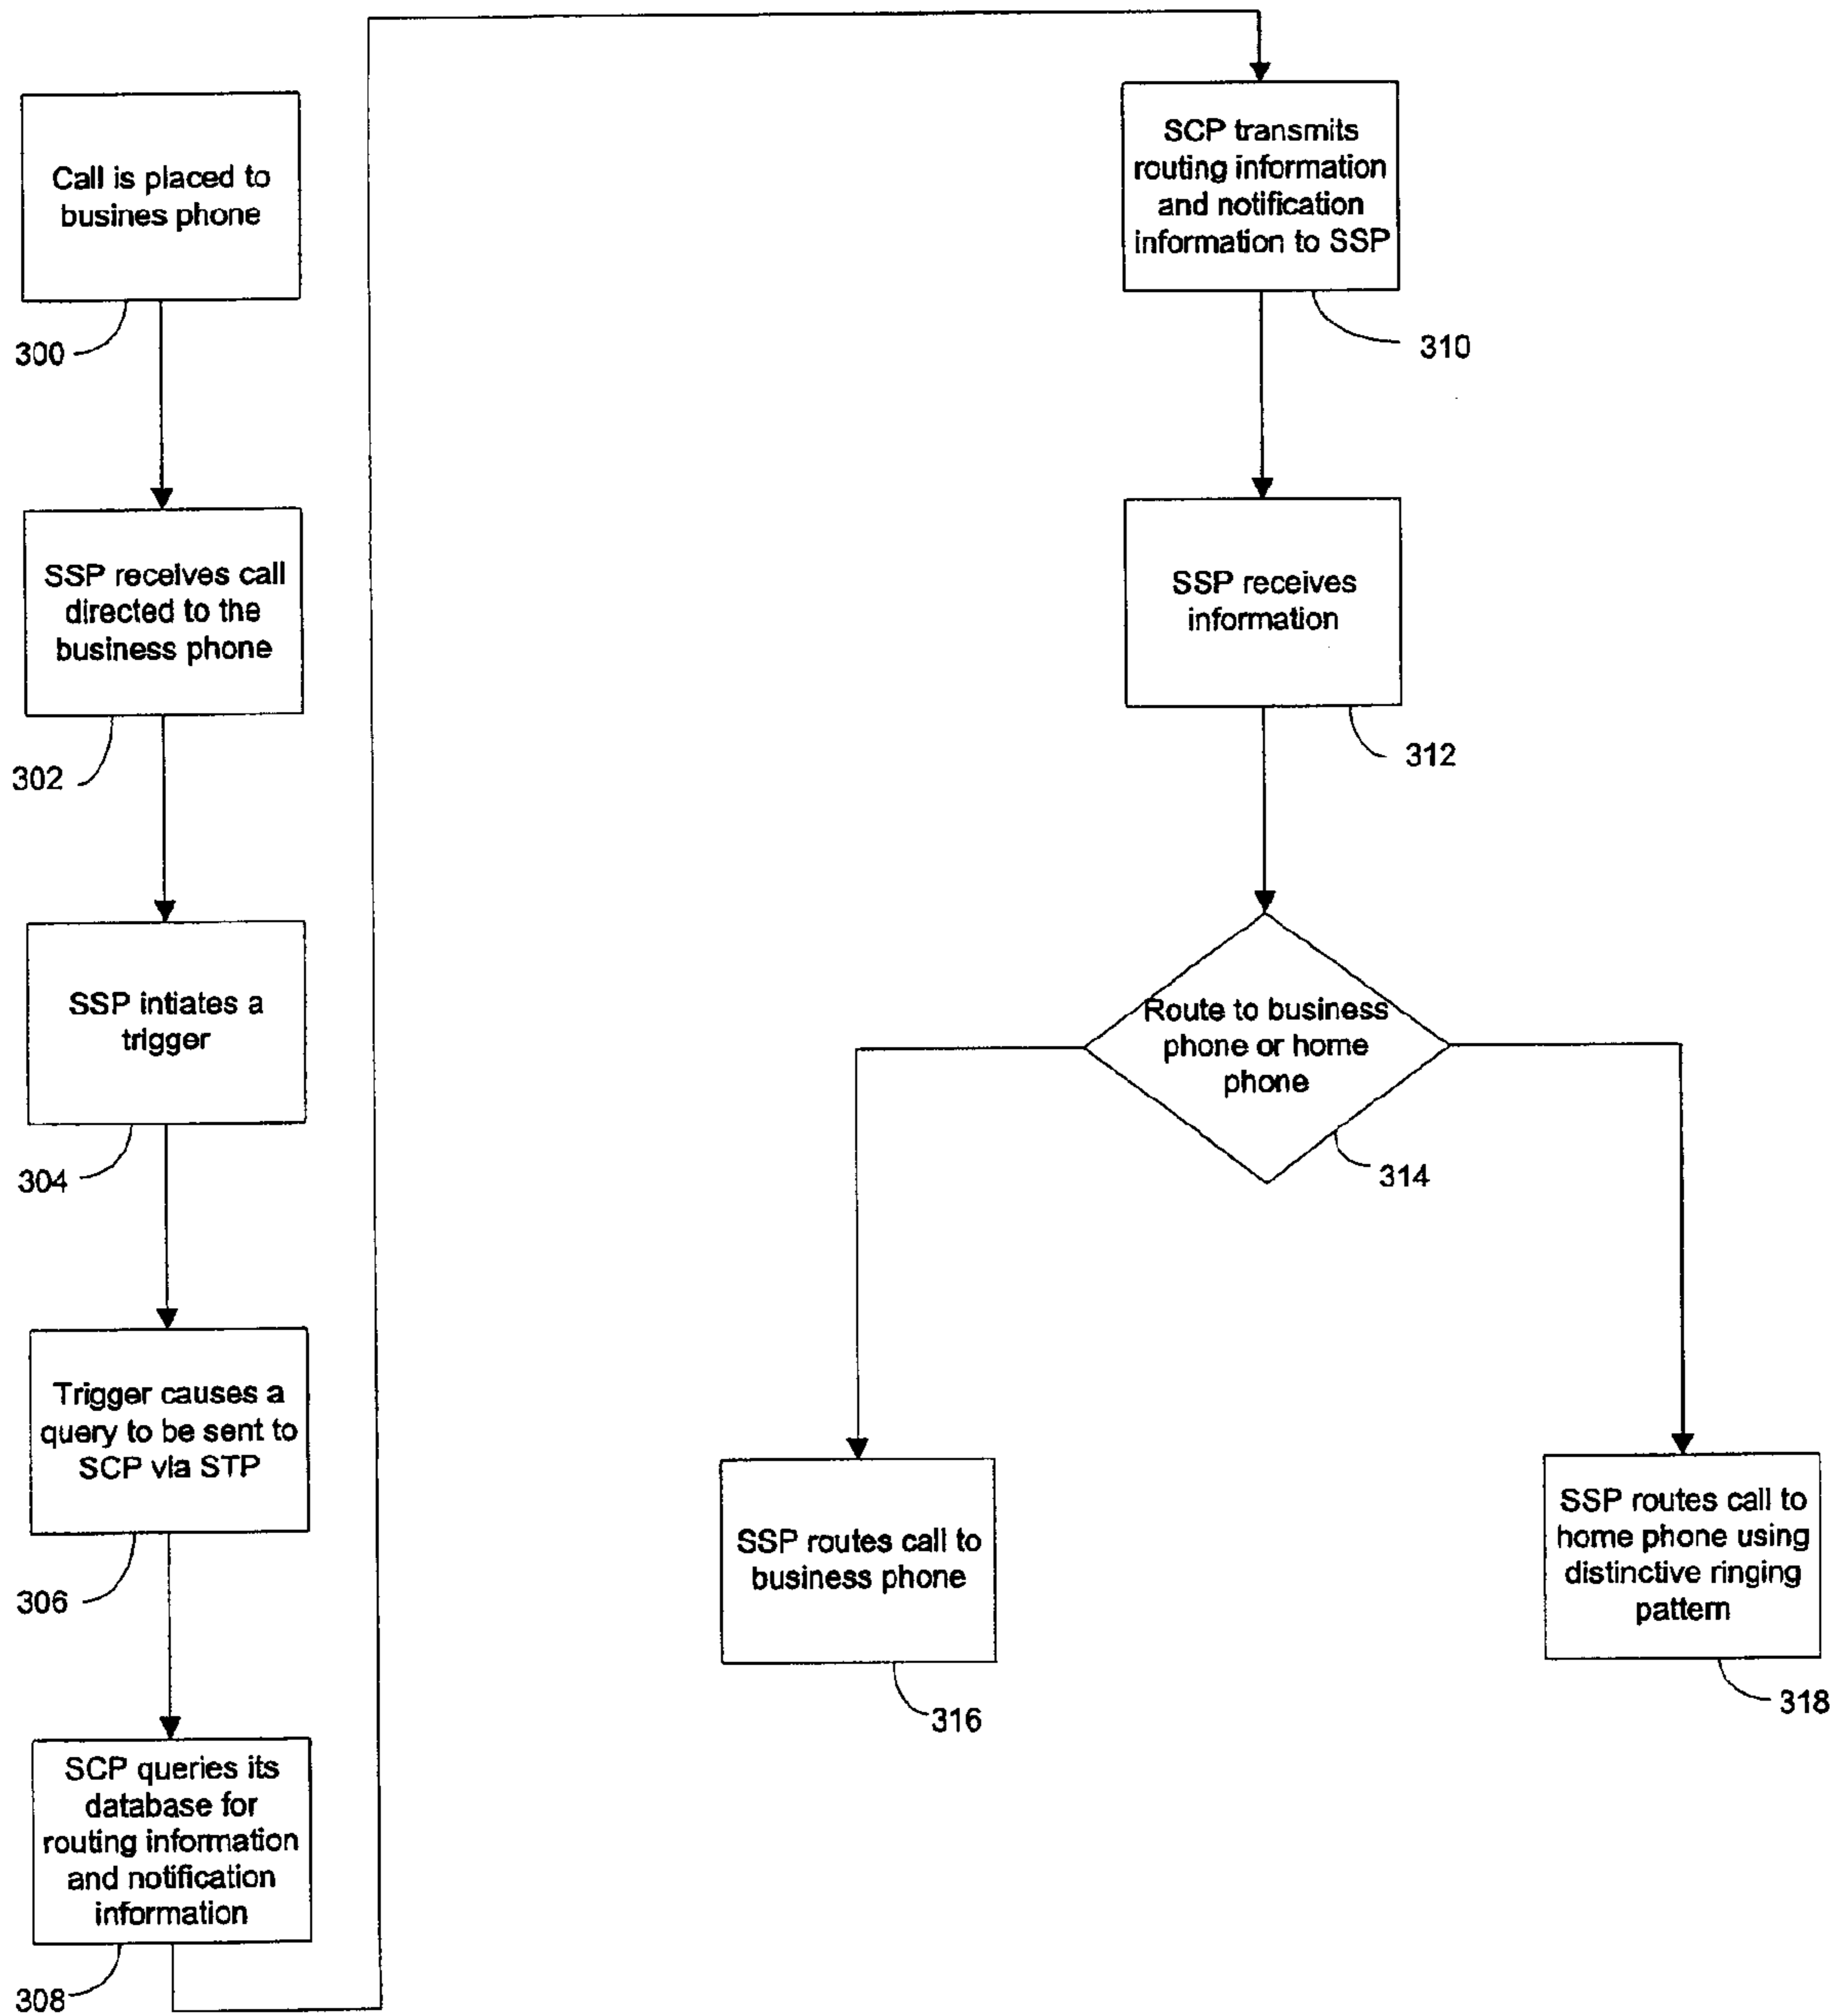 Call is placed to
busines phone
300
SSP receives call
directed to the
business phone
302
SSP intiates a
trigger
304
Trigger causes a
query to be sent to
SCP via STP
306
SCP queries its
database for
routing information
and notification
information
308
SCP transmits
routing information
and notification
information to SSP
310
SSP receives
information
312
Route to business
phone or home
phone
314
SSP routes call to
business phone
316
SSP routes call to
home phone using
distinctive ringing
pattern
318